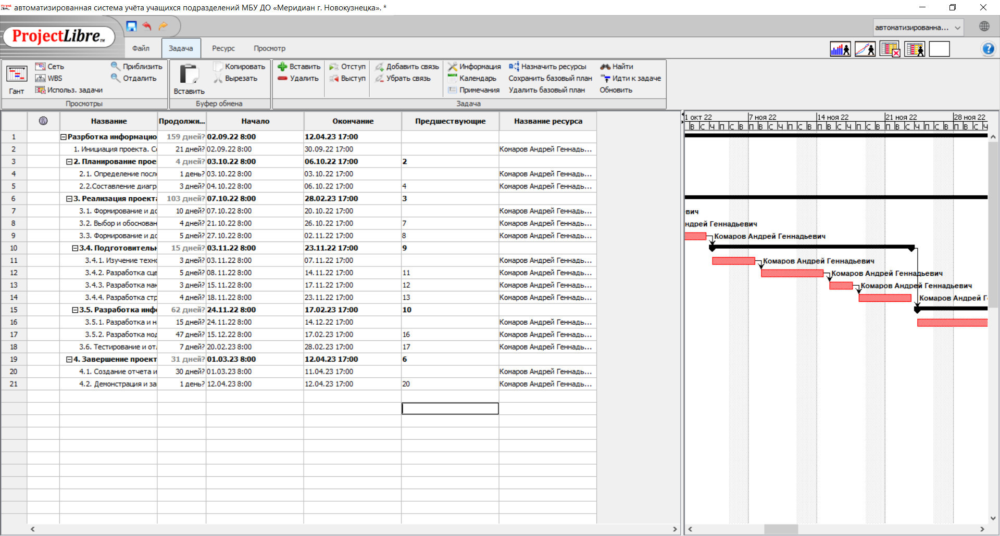 автоматизированная система учёта учащихся подразделений МБУ ДО «Меридиан г. Новокузнецка». *
автоматизированна...
ProjectLibre TM
Файл Задача Ресурс Просмотр
Гант
Сеть
WBS
Использ. задачи
Приблизить
Отдалить
Просмотры
Вставить
Копировать
Вырезать
Буфер обмена
Вставить
Удалить
Отступ
Выступ
Добавить связь
Убрать связь
Информация
Календарь
Примечания
Назначить ресурсы
Сохранить базовый план
Удалить базовый план
Найти
Идти к задаче
Обновить
Задача
Название Продолжи... Начало Окончание Предшествующие Название ресурса
1 Разрботка информацио 159 дней? 02.09.22 8:00 12.04.23 17:00
2 1. Инициация проекта. Со 21 дней? 02.09.22 8:00 30.09.22 17:00 Комаров Андрей Геннадь...
3 2. Планирование прое 4 дней? 03.10.22 8:00 06.10.22 17:00 2
4 2.1. Определение посл 1 день? 03.10.22 8:00 03.10.22 17:00 Комаров Андрей Геннадь...
5 2.2.Составление диагр 3 дней? 04.10.22 8:00 06.10.22 17:00 4 Комаров Андрей Геннадь...
6 3. Реализация проекта 103 дней? 07.10.22 8:00 28.02.23 17:00 3
7 3.1. Формирование и до 10 дней? 07.10.22 8:00 20.10.22 17:00 Комаров Андрей Геннадь...
8 3.2. Выбор и обоснован 4 дней? 21.10.22 8:00 26.10.22 17:00 7 Комаров Андрей Геннадь...
9 3.3. Формирование и до 5 дней? 27.10.22 8:00 02.11.22 17:00 8 Комаров Андрей Геннадь...
10 3.4. Подготовительн 15 дней? 03.11.22 8:00 23.11.22 17:00 9
11 3.4.1. Изучение техно 3 дней? 03.11.22 8:00 07.11.22 17:00 Комаров Андрей Геннадь...
12 3.4.2. Разработка сце 5 дней? 08.11.22 8:00 14.11.22 17:00 11 Комаров Андрей Геннадь...
13 3.4.3. Разработка мак 3 дней? 15.11.22 8:00 17.11.22 17:00 12 Комаров Андрей Геннадь...
14 3.4.4. Разработка стр 4 дней? 18.11.22 8:00 23.11.22 17:00 13 Комаров Андрей Геннадь...
15 3.5. Разработка инфо 62 дней? 24.11.22 8:00 17.02.23 17:00 10
16 3.5.1. Разработка и н 15 дней? 24.11.22 8:00 14.12.22 17:00 Комаров Андрей Геннадь...
17 3.5.2. Разработка мод 47 дней? 15.12.22 8:00 17.02.23 17:00 16 Комаров Андрей Геннадь...
18 3.6. Тестирование и от 7 дней? 20.02.23 8:00 28.02.23 17:00 17 Комаров Андрей Геннадь...
19 4. Завершение проект 31 дней? 01.03.23 8:00 12.04.23 17:00 6
20 4.1. Создание отчета и 30 дней? 01.03.23 8:00 11.04.23 17:00 Комаров Андрей Геннадь...
21 4.2. Демонстрация и за 1 день? 12.04.23 8:00 12.04.23 17:00 20 Комаров Андрей Геннадь...
1 окт 22 7 ноя 22 14 ноя 22 21 ноя 22 28 ноя 22
В С Ч П С В П В С Ч П С В П В С Ч П С В П В С Ч П С В П В С Ч
вич
ндрей Геннадьевич
Комаров Андрей Геннадьевич
Комаров Андрей Геннадьевич
Комаров Андрей Геннадьевич
Комаров Андрей Геннадьевич
Комаров Андрей Г